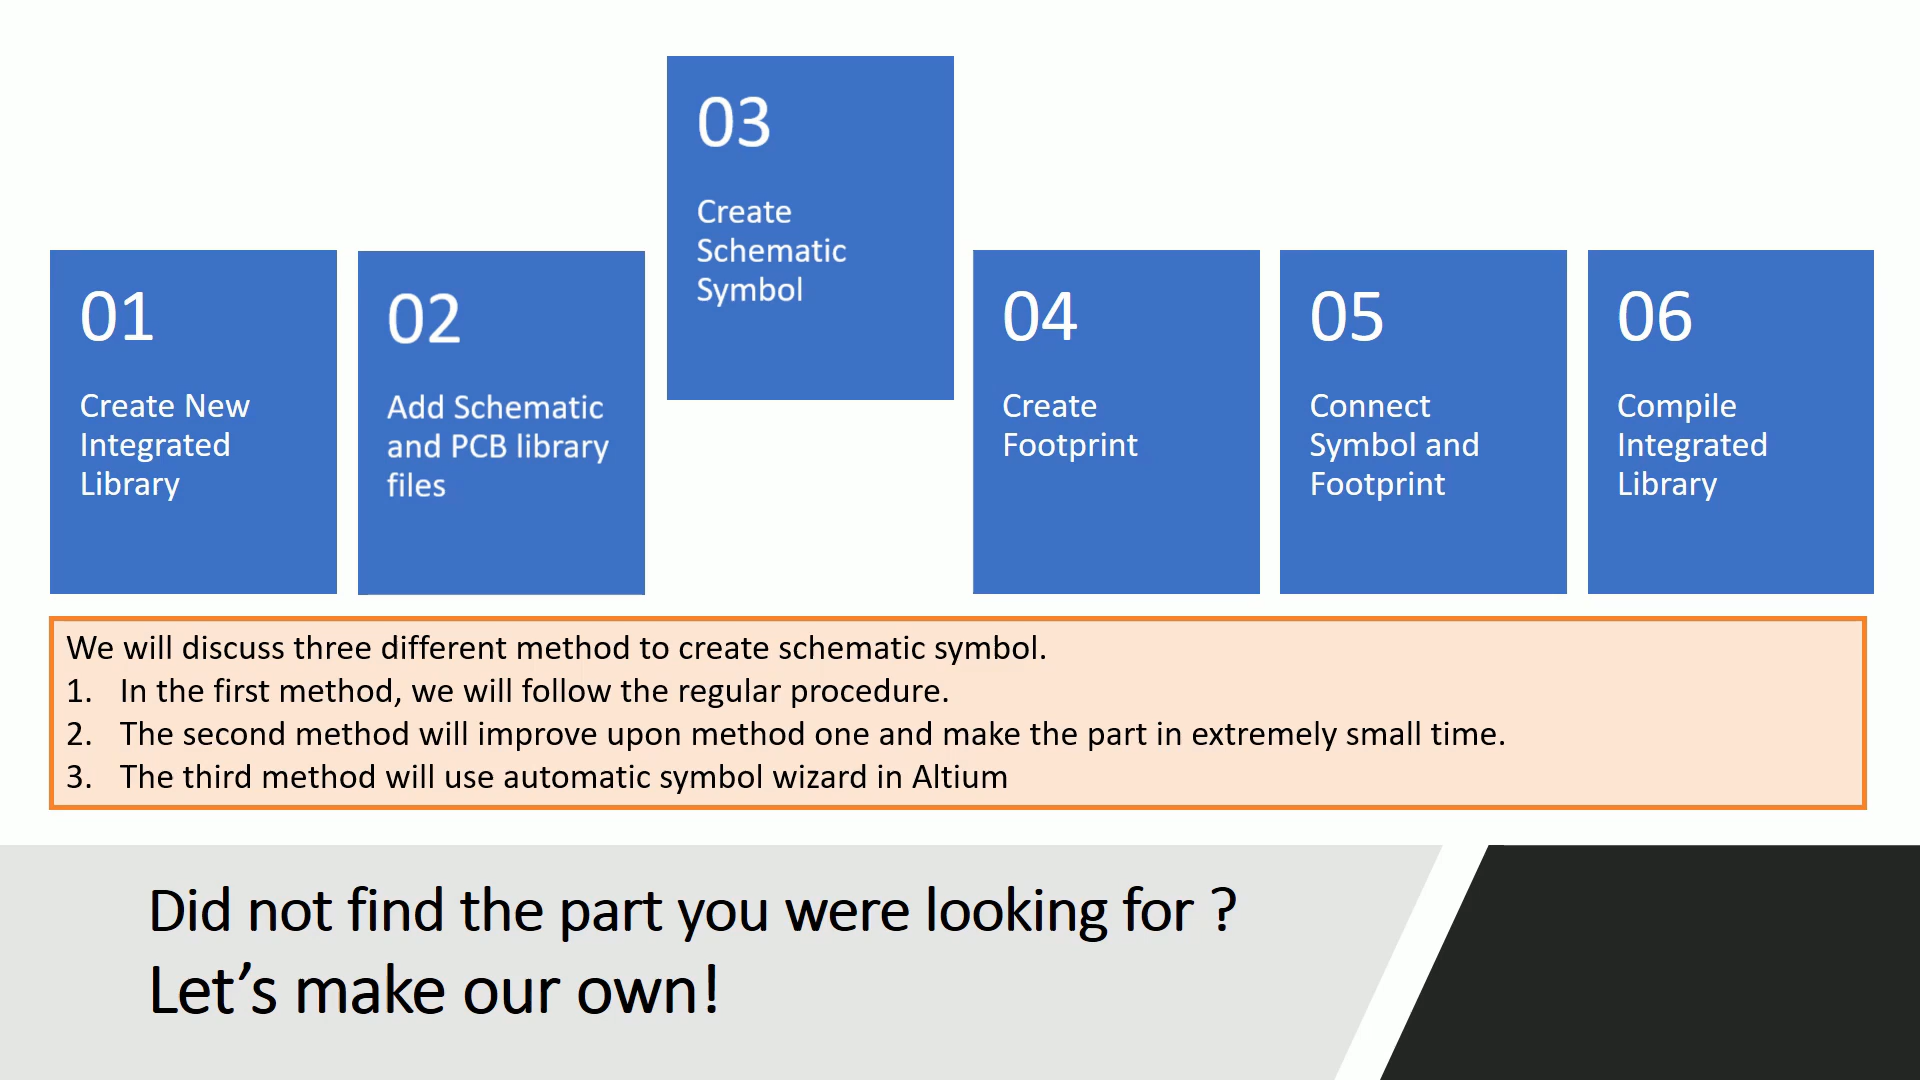 03
Create
Schematic
Symbol
01
Create New
Integrated
Library
02
Add Schematic
and PCB library
files
04
Create
Footprint
05
Connect
Symbol and
Footprint
06
Compile
Integrated
Library
We will discuss three different method to create schematic symbol.
1. In the first method, we will follow the regular procedure.
2. The second method will improve upon method one and make the part in extremely small time.
3. The third method will use automatic symbol wizard in Altium
Did not find the part you were looking for ?
Let’s make our own!